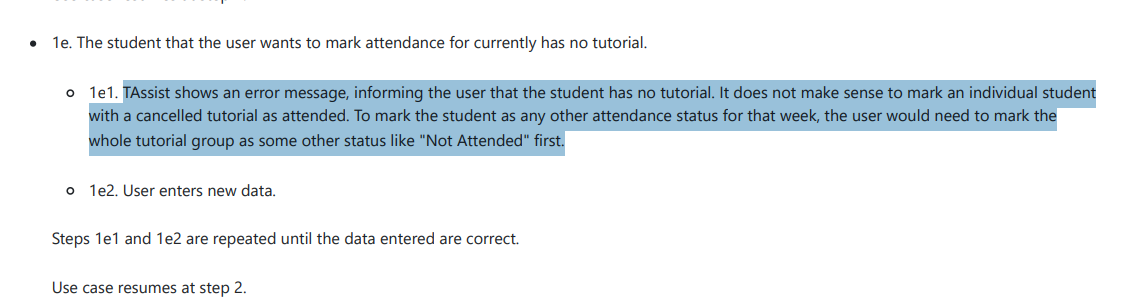 1e. The student that the user wants to mark attendance for currently has no tutorial.
1e1. TAssist shows an error message, informing the user that the student has no tutorial. It does not make sense to mark an individual student
with a cancelled tutorial as attended. To mark the student as any other attendance status for that week, the user would need to mark the
whole tutorial group as some other status like "Not Attended" first.
1e2. User enters new data.
Steps 1e1 and 1e2 are repeated until the data entered are correct.
Use case resumes at step 2.